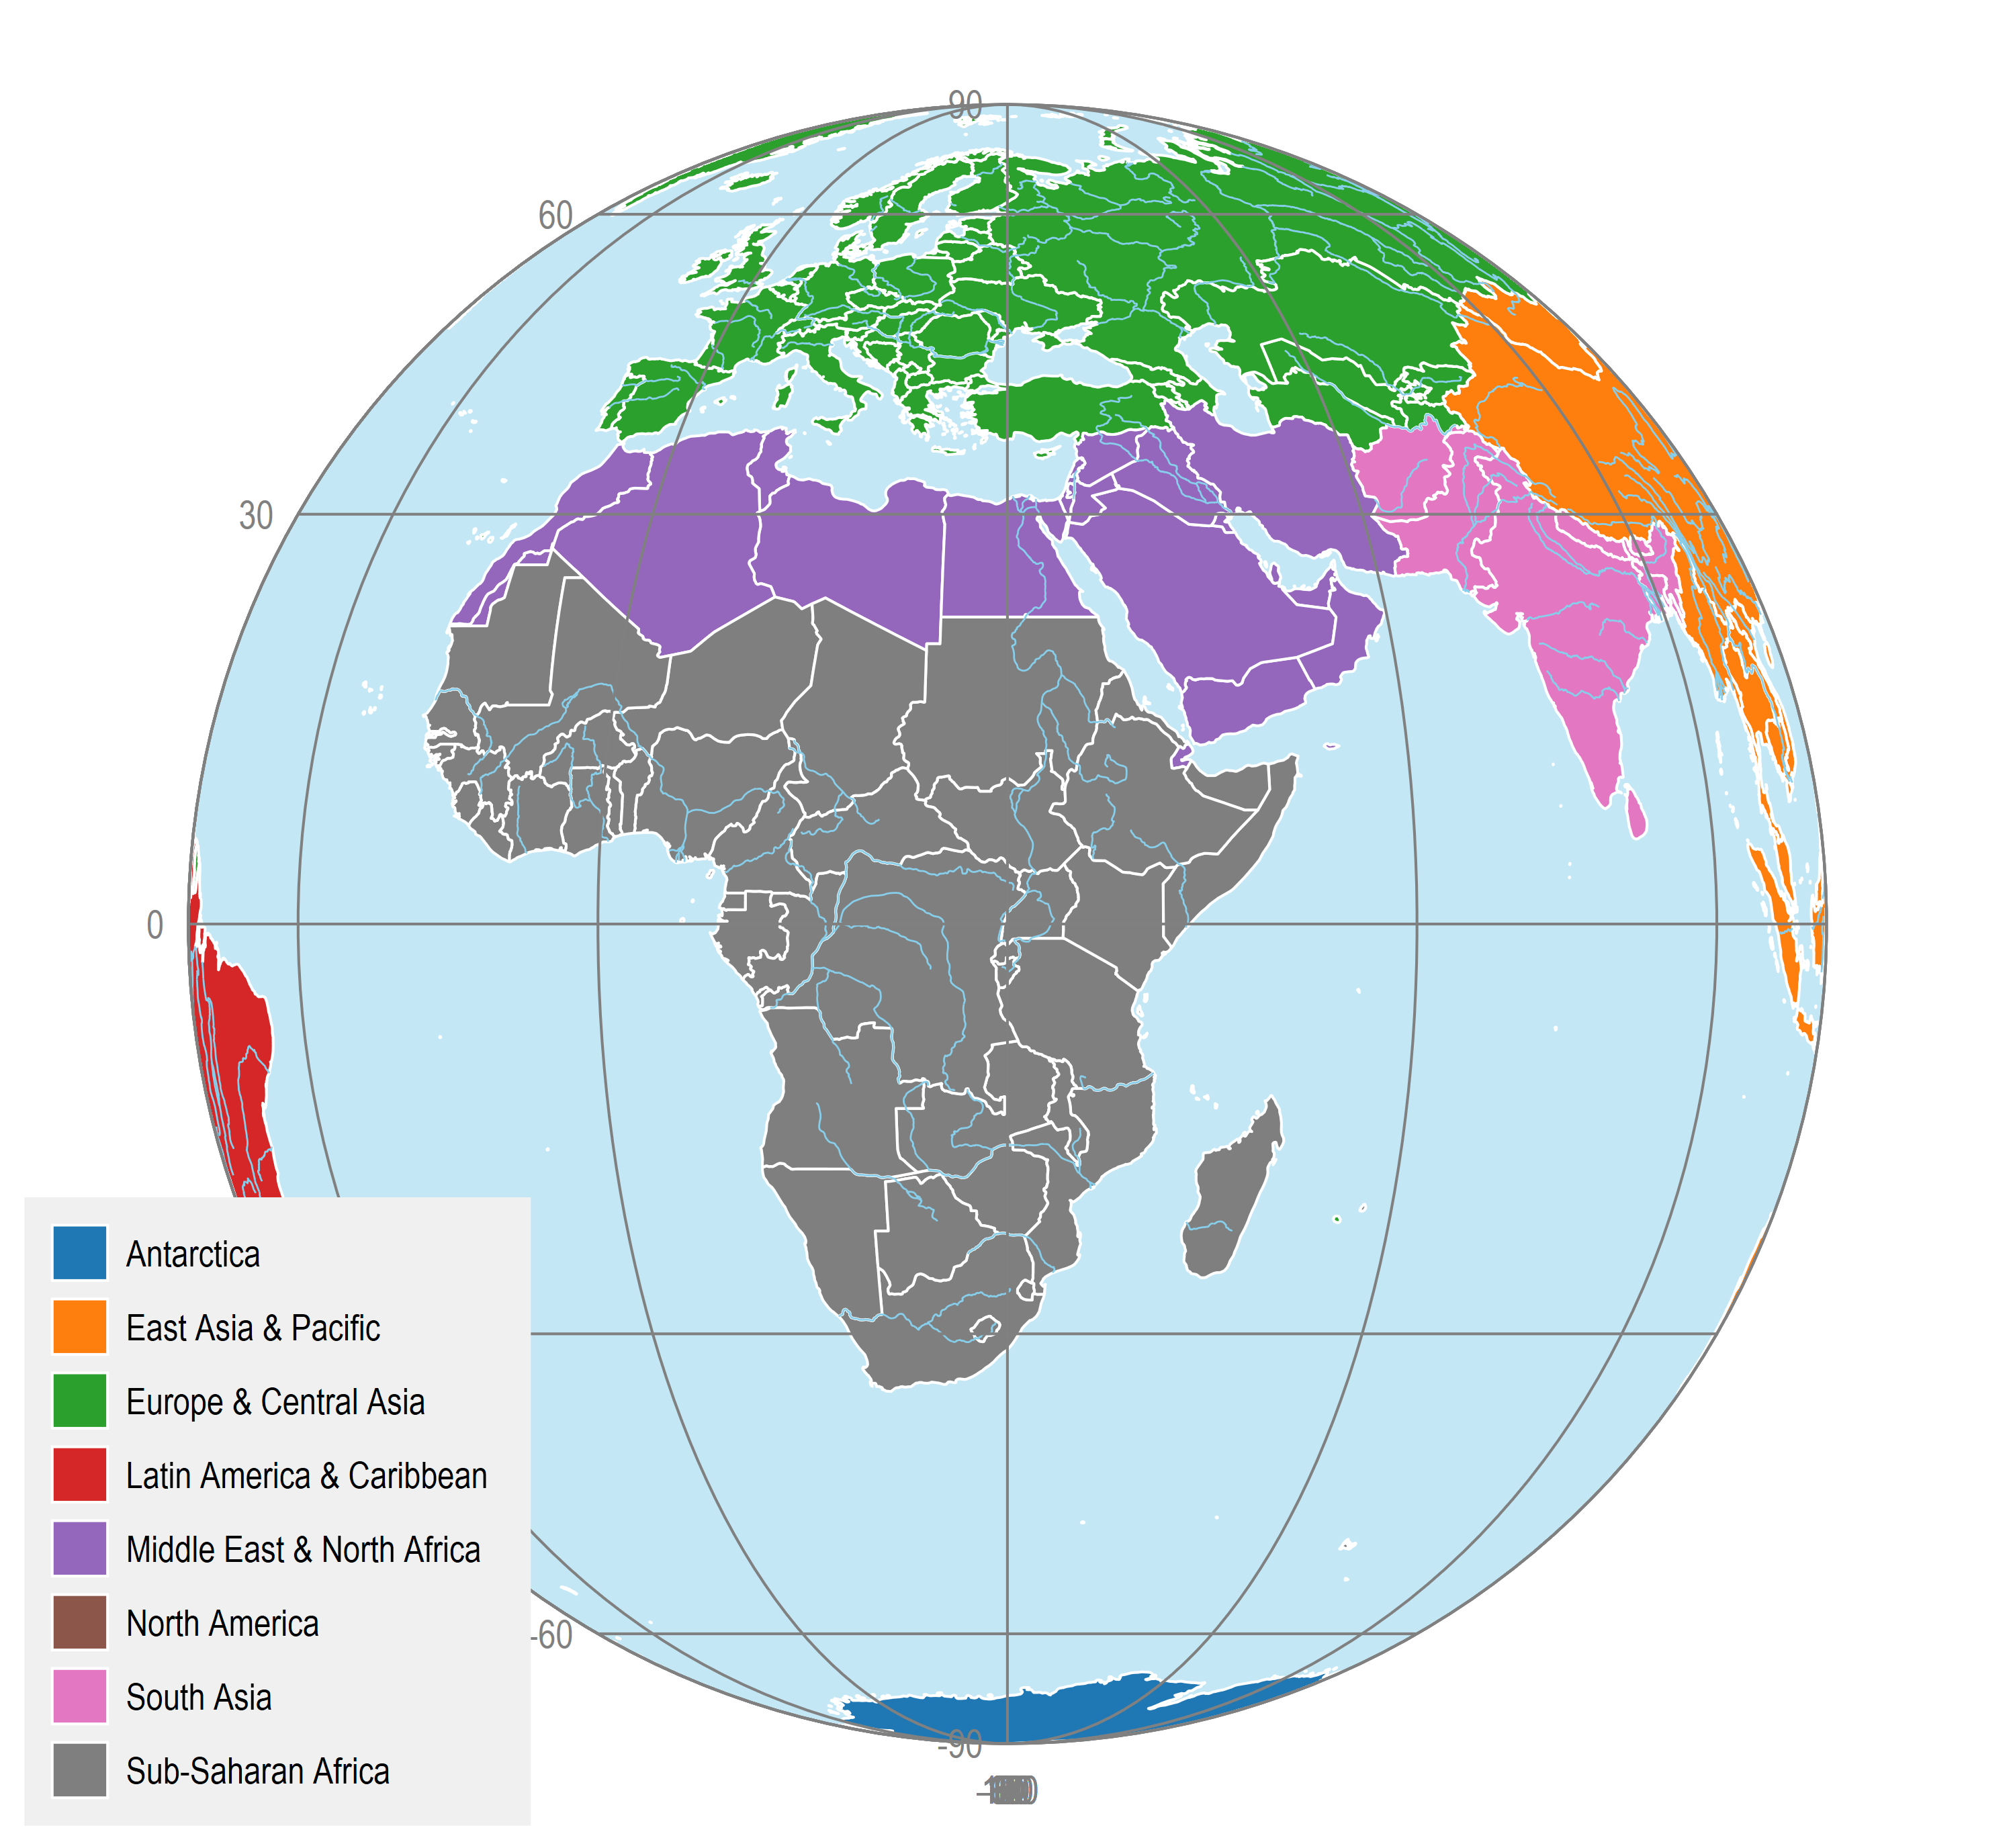 90
60
30
0
-60
-90
Antarctica
East Asia & Pacific
Europe & Central Asia
Latin America & Caribbean
Middle East & North Africa
North America
South Asia
Sub-Saharan Africa